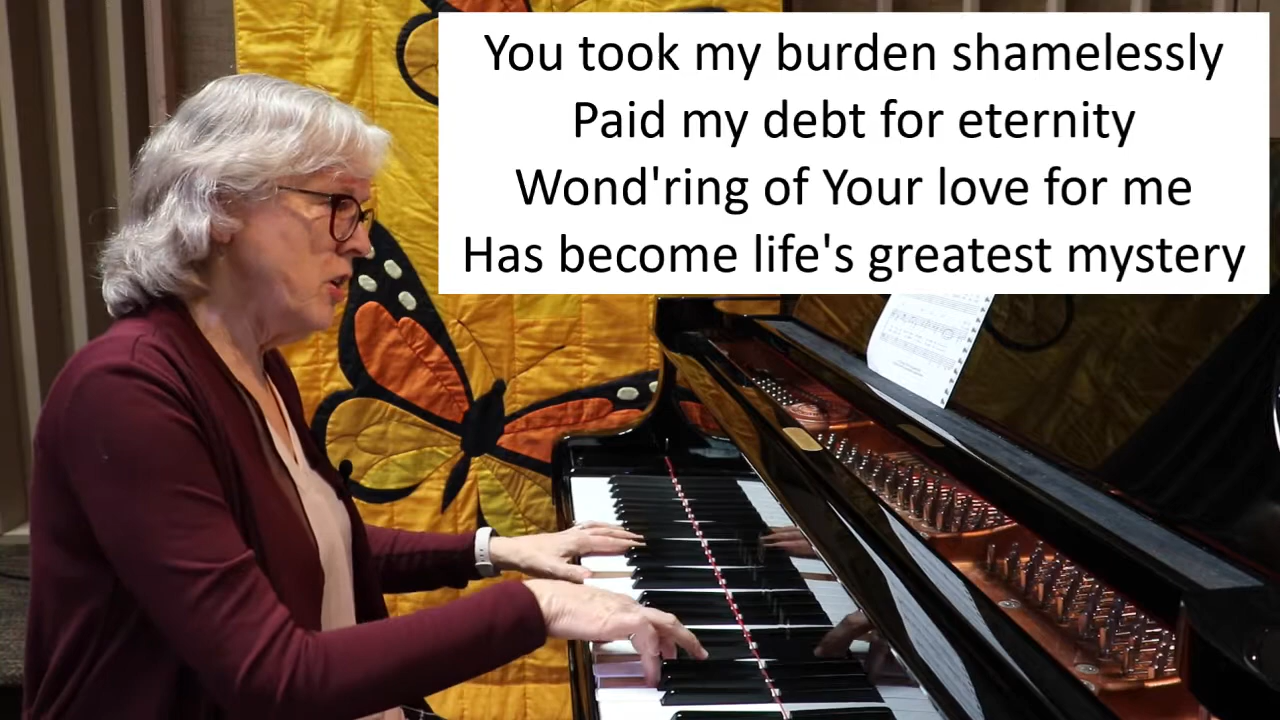 You took my burden shamelessly
Paid my debt for eternity
Wond'ring of Your love for me
Has become life's greatest mystery